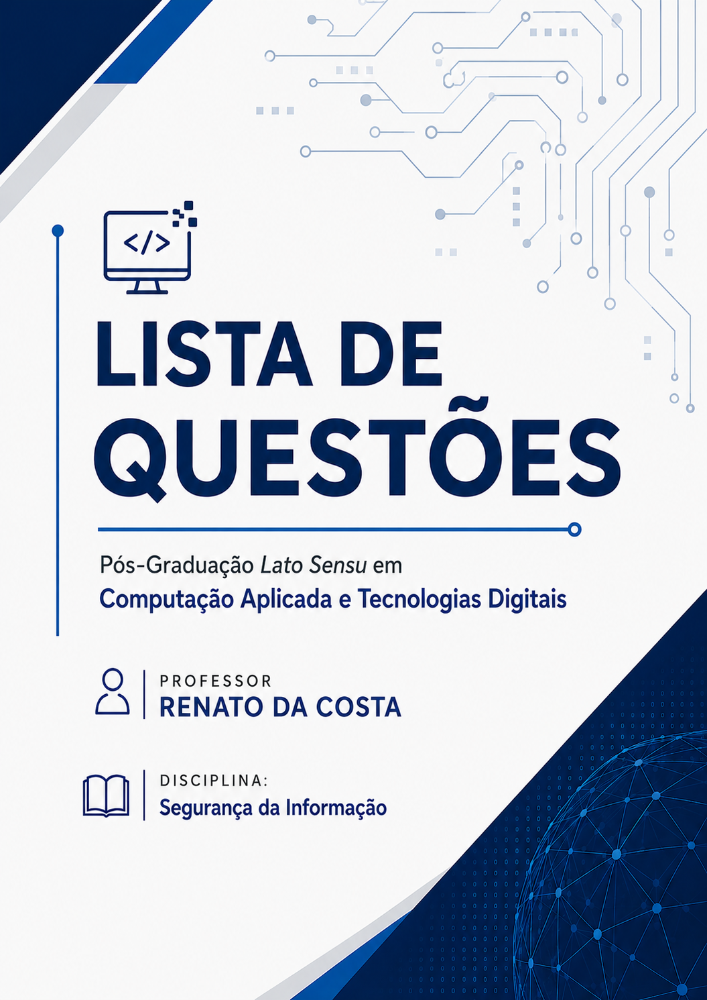 </>
LISTA DE
QUESTÕES
Pós-Graduação Lato Sensu em
Computação Aplicada e Tecnologias Digitais
PROFESSOR
RENATO DA COSTA
DISCIPLINA:
Segurança da Informação